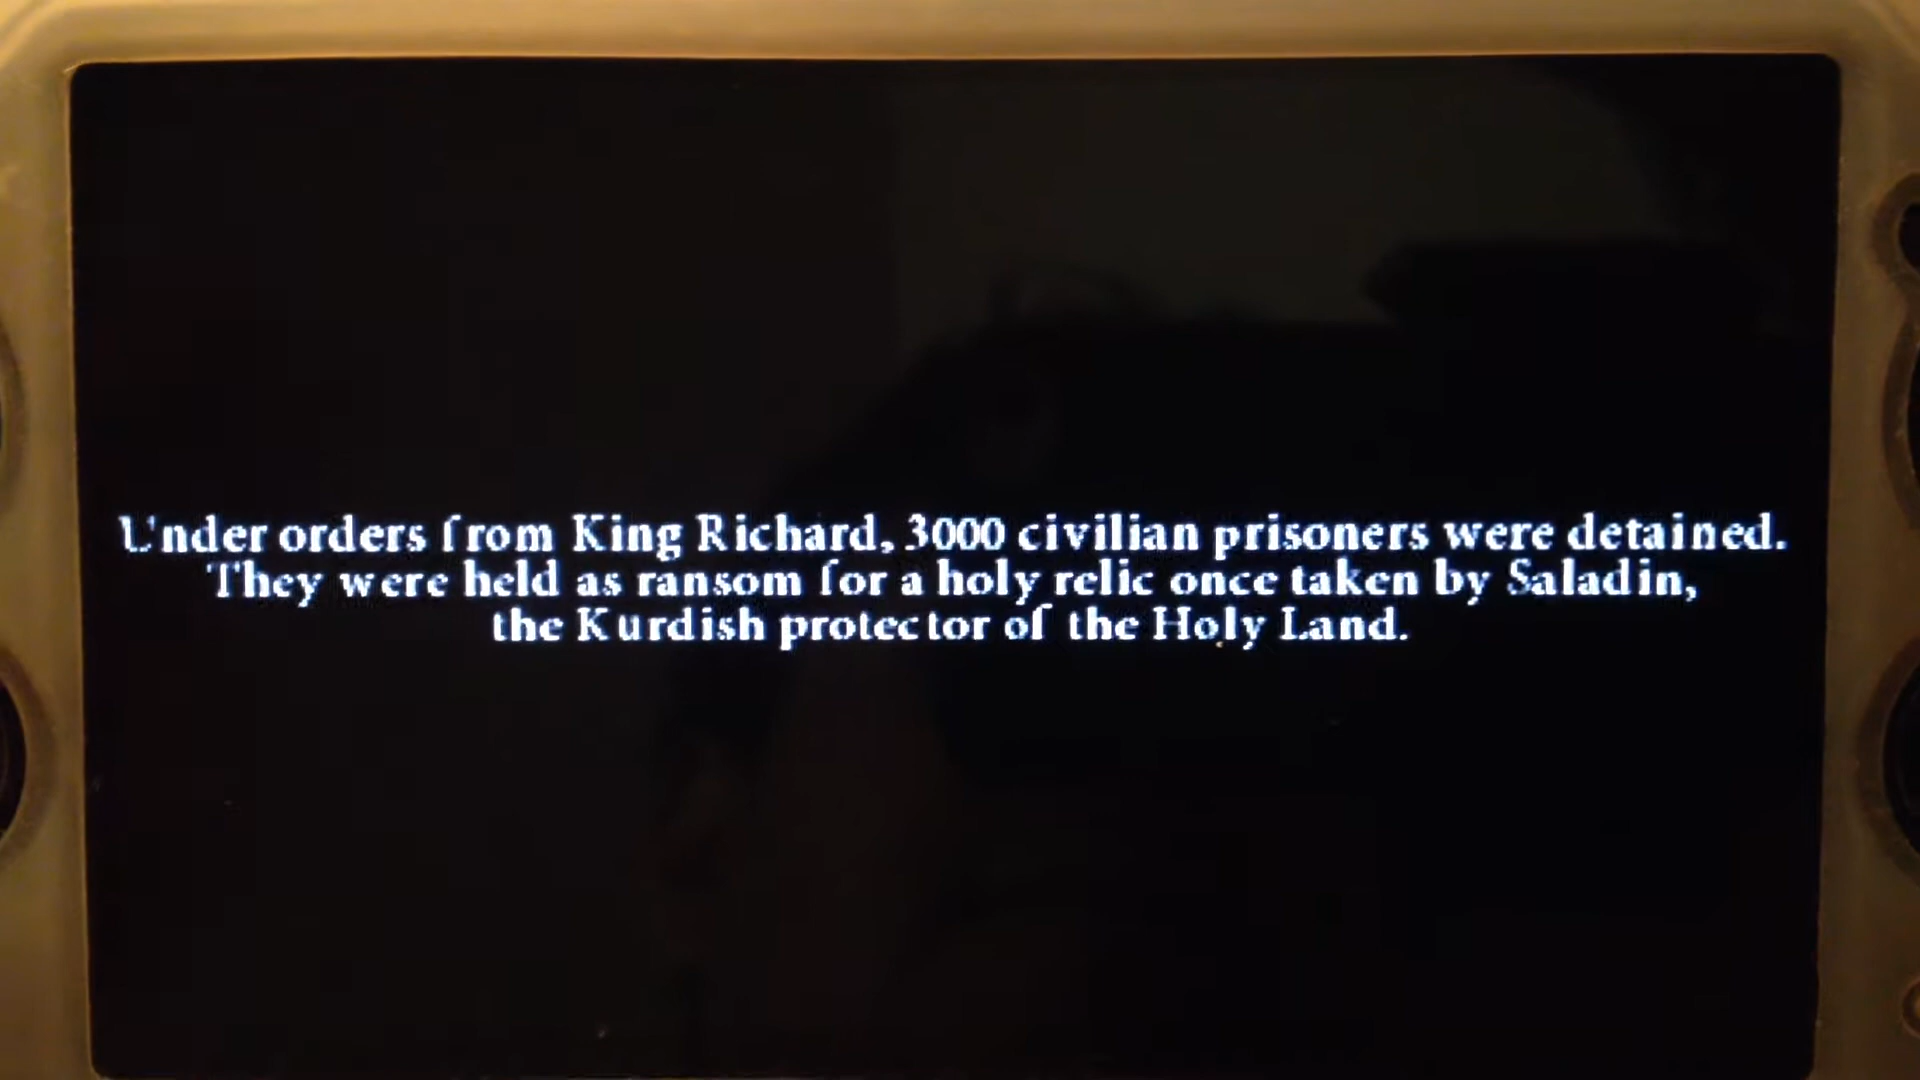 Under orders from King Richard, 3000 civilian prisoners were detained.
They were held as ransom for a holy relic once taken by Saladin,
the Kurdish protector of the Holy Land.